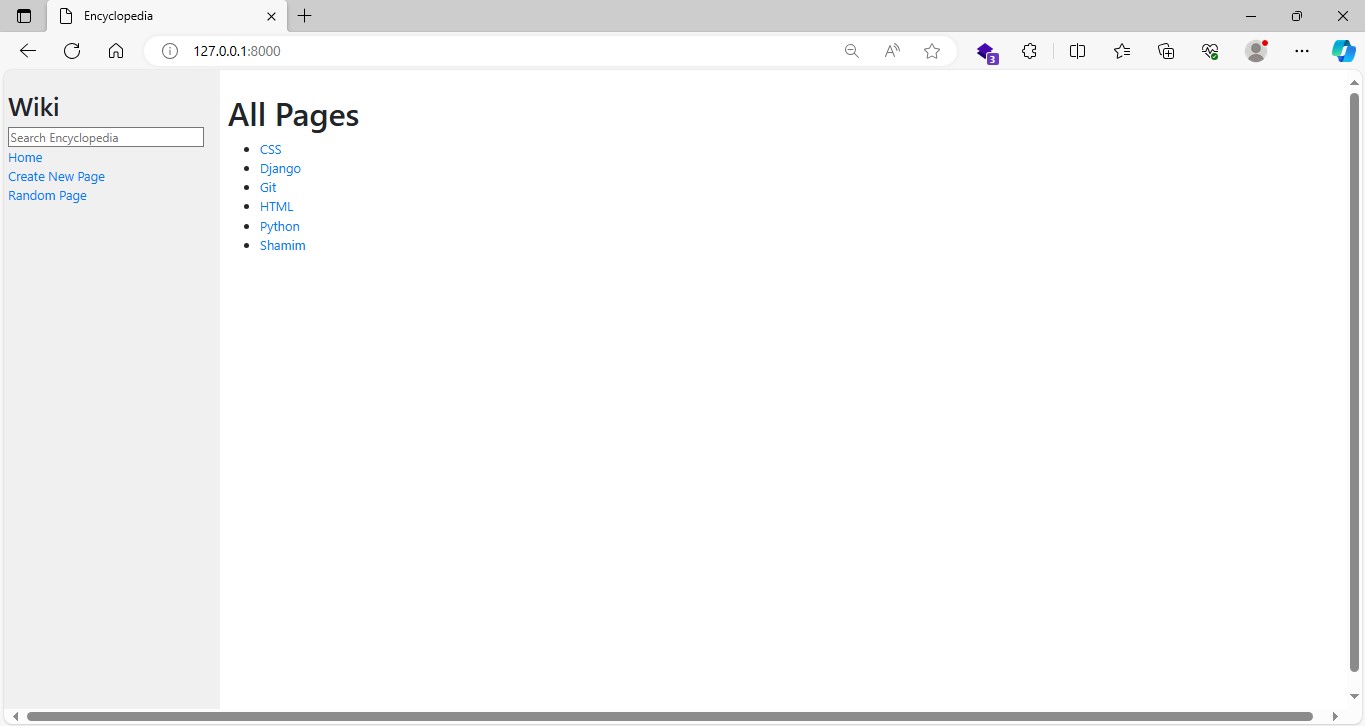 Encyclopedia
127.0.0.1:8000
3
Wiki
Search Encyclopedia
Home
Create New Page
Random Page
All Pages
CSS
Django
Git
HTML
Python
Shamim